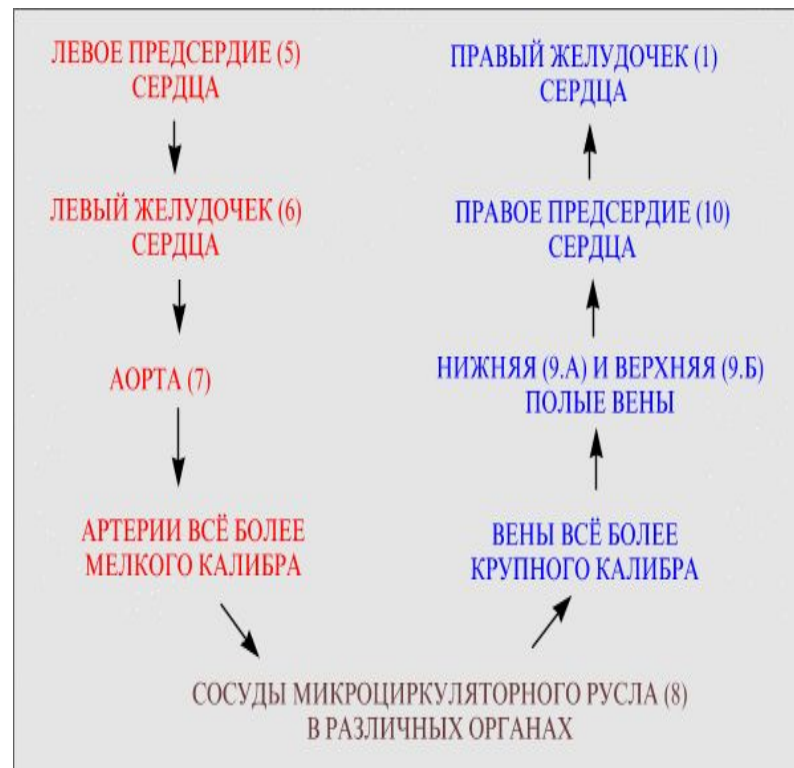 ЛЕВОЕ ПРЕДСЕРДИЕ (5)
СЕРДЦА
ЛЕВЫЙ ЖЕЛУДОЧЕК (6)
СЕРДЦА
АОРТА (7)
АРТЕРИИ ВСЁ БОЛЕЕ
МЕЛКОГО КАЛИБРА
СОСУДЫ МИКРОЦИРКУЛЯТОРНОГО РУСЛА (8)
В РАЗЛИЧНЫХ ОРГАНАХ
ВЕНЫ ВСЁ БОЛЕЕ
КРУПНОГО КАЛИБРА
НИЖНЯЯ (9.А) И ВЕРХНЯЯ (9.Б)
ПОЛЫЕ ВЕНЫ
ПРАВОЕ ПРЕДСЕРДИЕ (10)
СЕРДЦА
ПРАВЫЙ ЖЕЛУДОЧЕК (1)
СЕРДЦА